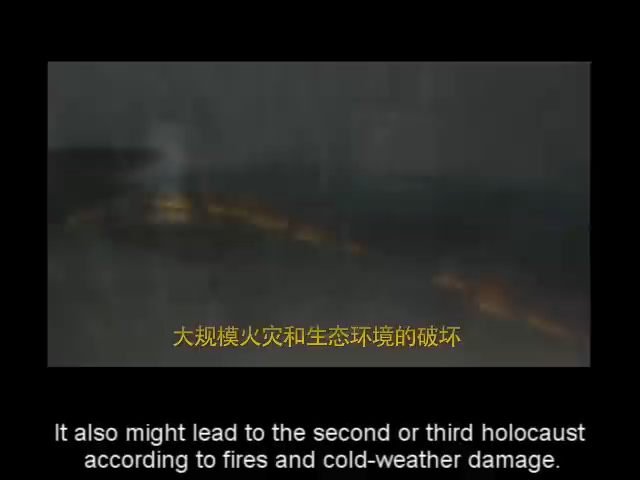 大规模火灾和生态环境的破坏
It also might lead to the second or third holocaust
according to fires and cold-weather damage.